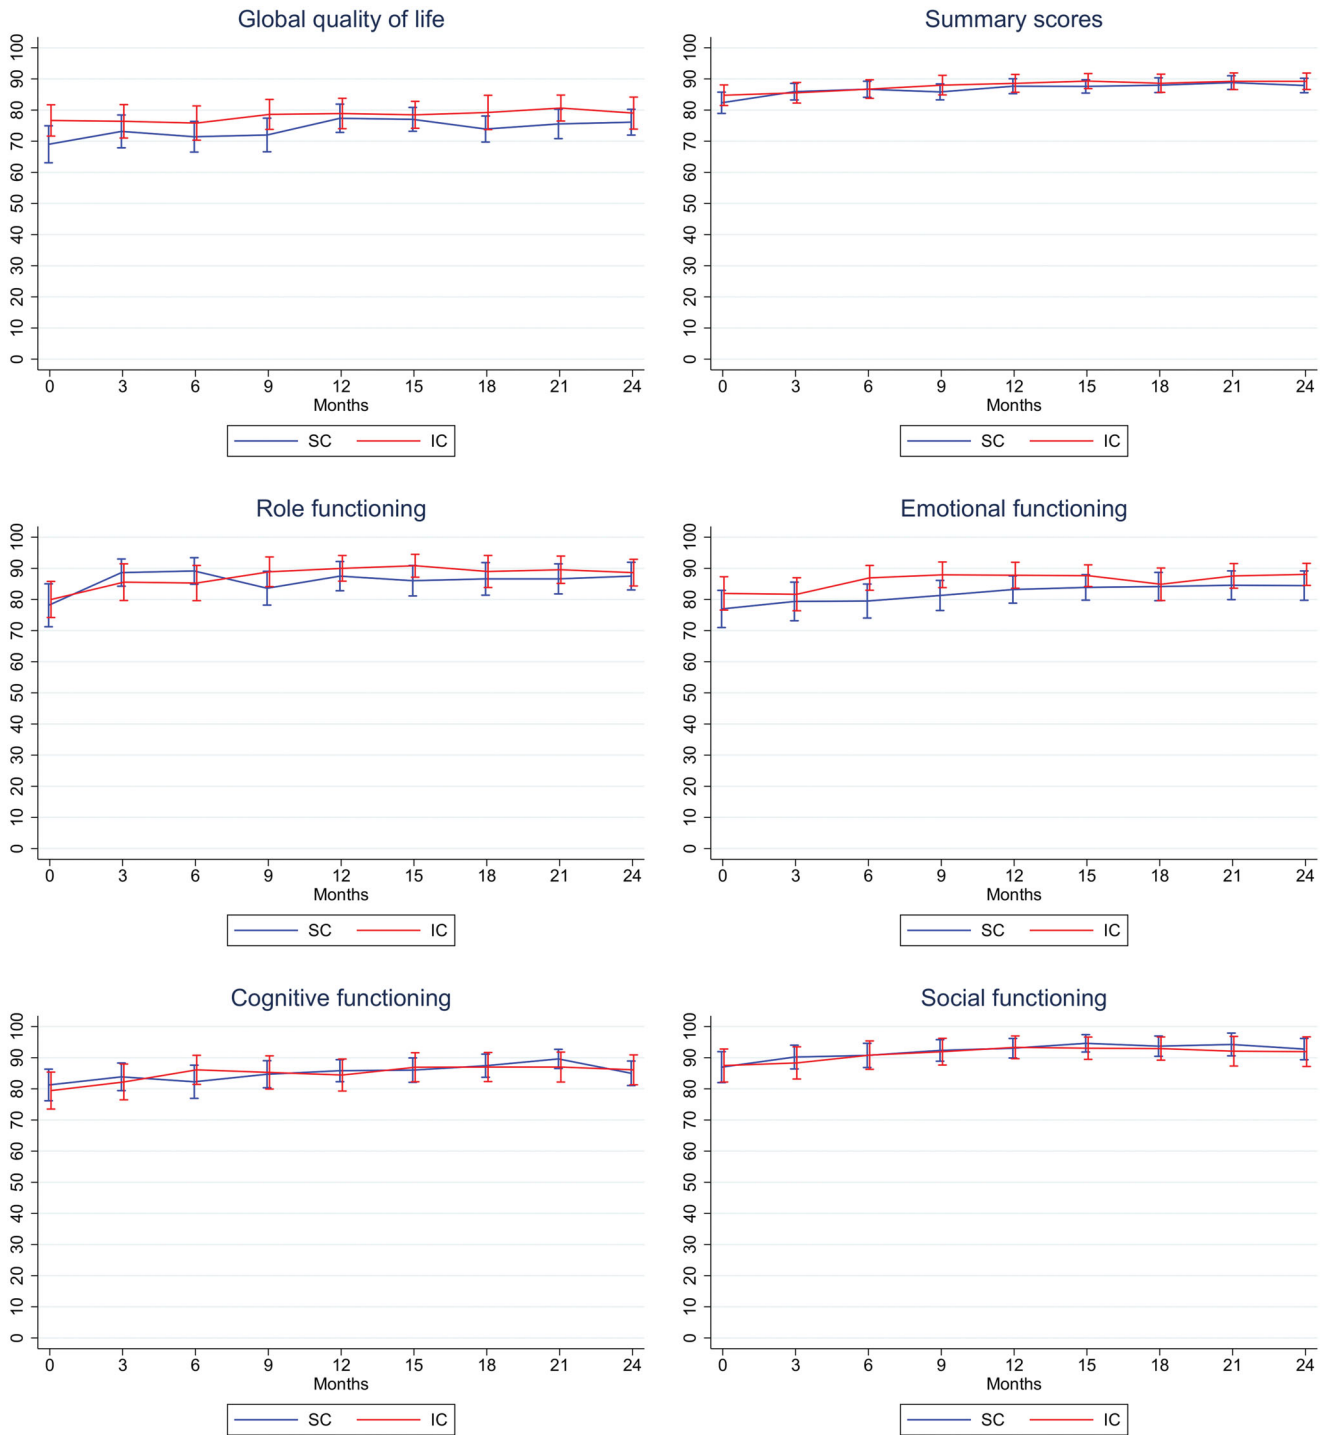 Global quality of life
100
90
80
70
60
50
40
30
20
10
0
0 3 6 9 12 15 18 21 24
Months
SC IC
Summary scores
100
90
80
70
60
50
40
30
20
10
0
0 3 6 9 12 15 18 21 24
Months
SC IC
Role functioning
100
90
80
70
60
50
40
30
20
10
0
0 3 6 9 12 15 18 21 24
Months
SC IC
Emotional functioning
100
90
80
70
60
50
40
30
20
10
0
0 3 6 9 12 15 18 21 24
Months
SC IC
Cognitive functioning
100
90
80
70
60
50
40
30
20
10
0
0 3 6 9 12 15 18 21 24
Months
SC IC
Social functioning
100
90
80
70
60
50
40
30
20
10
0
0 3 6 9 12 15 18 21 24
Months
SC IC